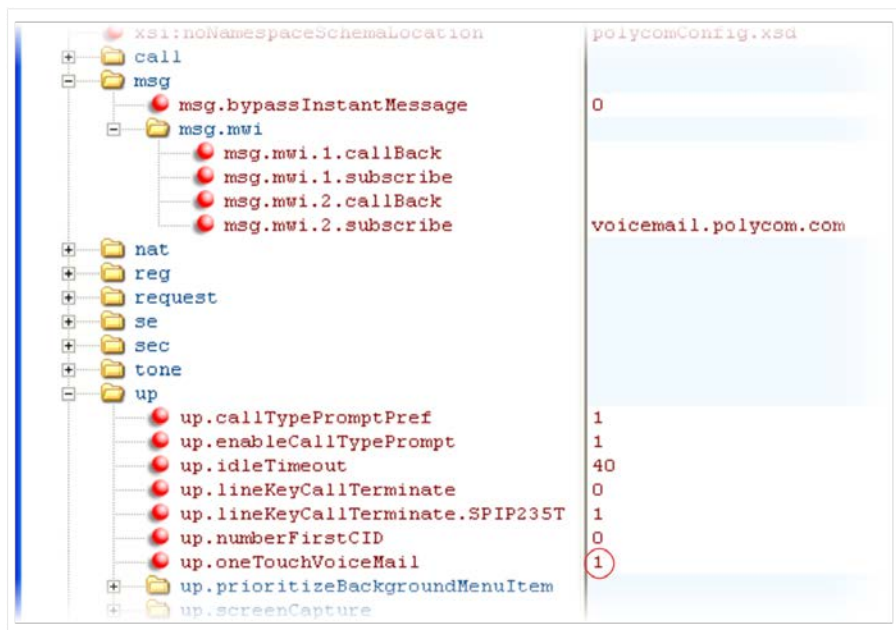 xsi:noNamespaceSchemaLocation polycomConfig.xsd
call
msg
msg.bypassInstantMessage 0
msg.mwi
msg.mwi.1.callBack
msg.mwi.1.subscribe
msg.mwi.2.callBack
msg.mwi.2.subscribe voicemail.polycom.com
nat
reg
request
se
sec
tone
up
up.callTypePromptPref 1
up.enableCallTypePrompt 1
up.idleTimeout 40
up.lineKeyCallTerminate 0
up.lineKeyCallTerminate.SPIP235T 1
up.numberFirstCID 0
up.oneTouchVoiceMail 1
up.prioritizeBackgroundMenuItem
up.screenCapture